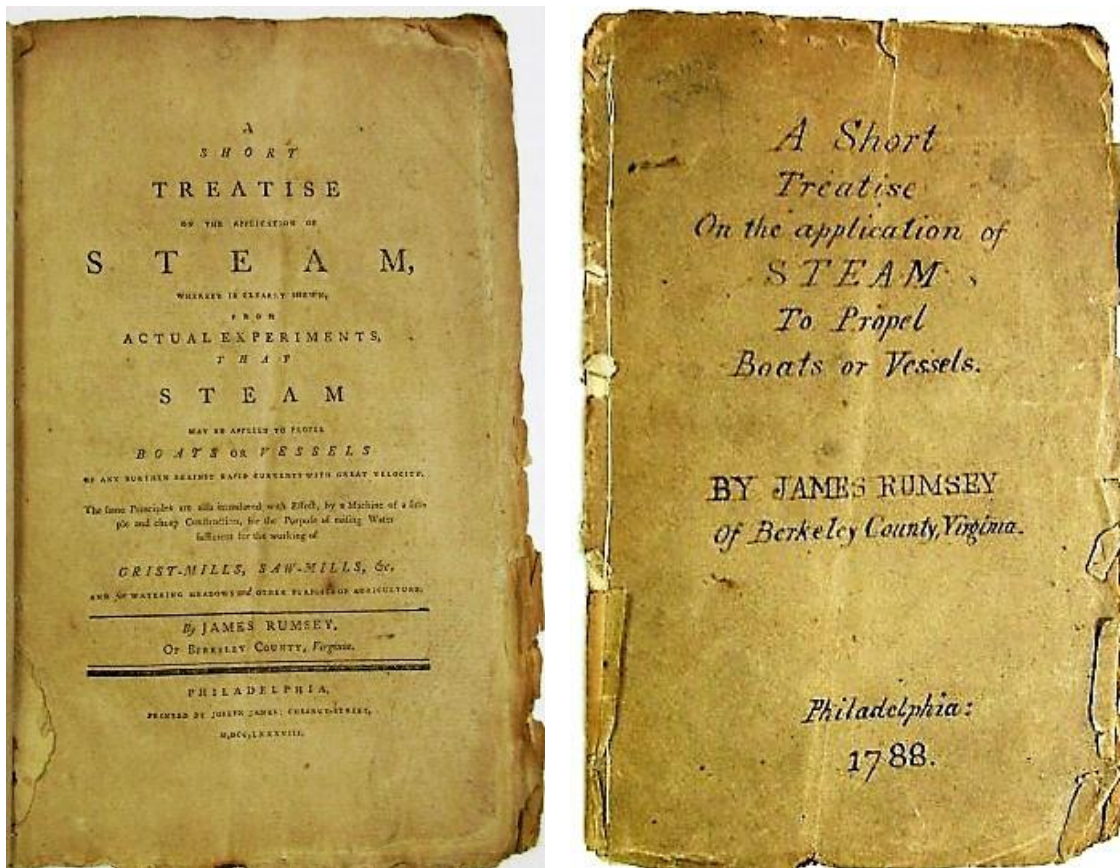 A
SHORT
TREATISE
ON THE APPLICATION OF
STEAM,
WHEREBY IS CLEARLY SHEWN,
FROM
ACTUAL EXPERIMENTS,
THAT
STEAM
MAY BE APPLIED TO PROPEL
BOATS OR VESSELS
OF ANY BURTHEN AGAINST RAPID CURRENTS WITH GREAT VELOCITY.
The same Principles are also introduced with Effect, by a Machine of a sim-
ple and cheap Construction, for the Purpose of raising Water
sufficient for the working of
GRIST-MILLS, SAW-MILLS, &c.
AND for WATERING MEADOWS and OTHER PURPOSES OF AGRICULTURE.
By JAMES RUMSEY,
OF BERKELEY COUNTY, Virginia.
PHILADELPHIA,
PRINTED BY JOSEPH JAMES: CHESNUT-STREET,
M,DCC,LXXXVIII.
A Short
Treatise
On the application of
STEAM
To Propel
Boats or Vessels.
BY JAMES RUMSEY
Of Berkeley County, Virginia.
Philadelphia:
1788.